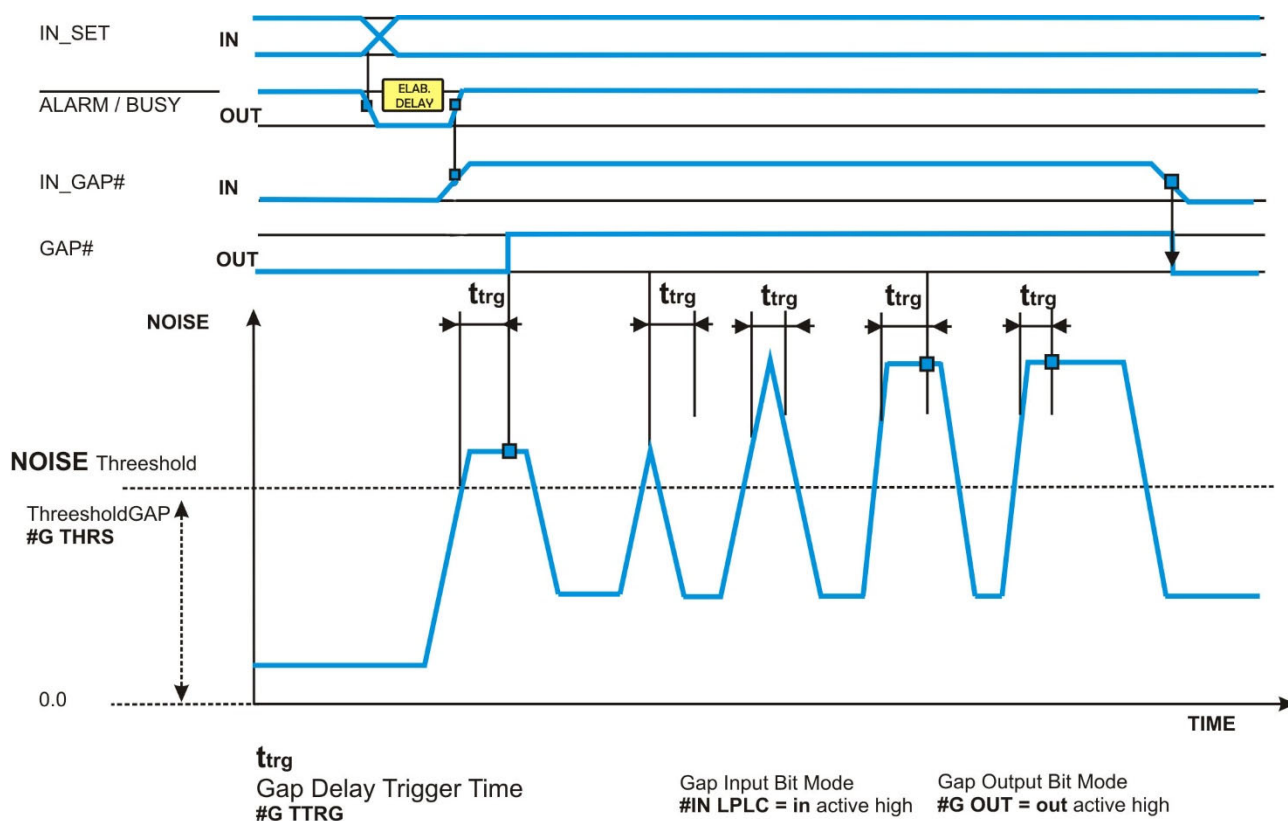 IN_SET IN
ALARM / BUSY OUT
ELAB.
DELAY
IN_GAP# IN
GAP# OUT
ttrg ttrg ttrg ttrg ttrg
NOISE
NOISE Threeshold
ThreesholdGAP
#G THRS
0.0
TIME
ttrg
Gap Delay Trigger Time
#G TTRG
Gap Input Bit Mode
#IN LPLC = in active high
Gap Output Bit Mode
#G OUT = out active high